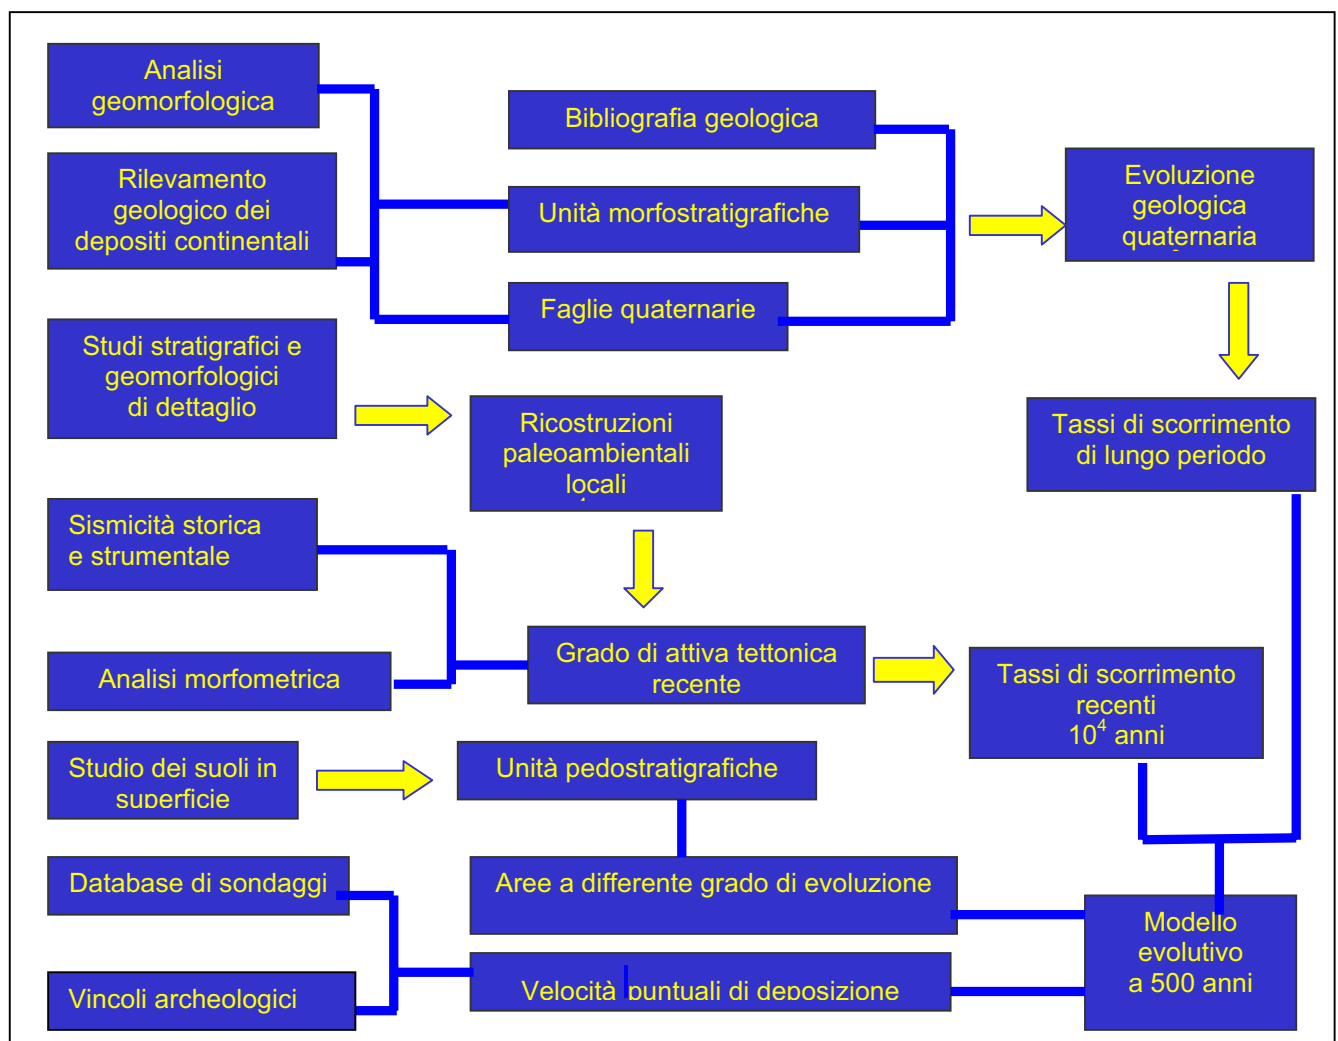 Analisi
geomorfologica
Rilevamento
geologico dei
depositi continentali
Studi stratigrafici e
geomorfologici
di dettaglio
Sismicità storica
e strumentale
Analisi morfometrica
Studio dei suoli in
superficie
Database di sondaggi
Vincoli archeologici
Bibliografia geologica
Unità morfostratigrafiche
Faglie quaternarie
Ricostruzioni
paleoambientali
locali
Grado di attiva tettonica
recente
Unità pedostratigrafiche
Aree a differente grado di evoluzione
Velocità puntuali di deposizione
Evoluzione
geologica
quaternaria
Tassi di scorrimento
di lungo periodo
Tassi di scorrimento
recenti
10⁴ anni
Modello
evolutivo
a 500 anni